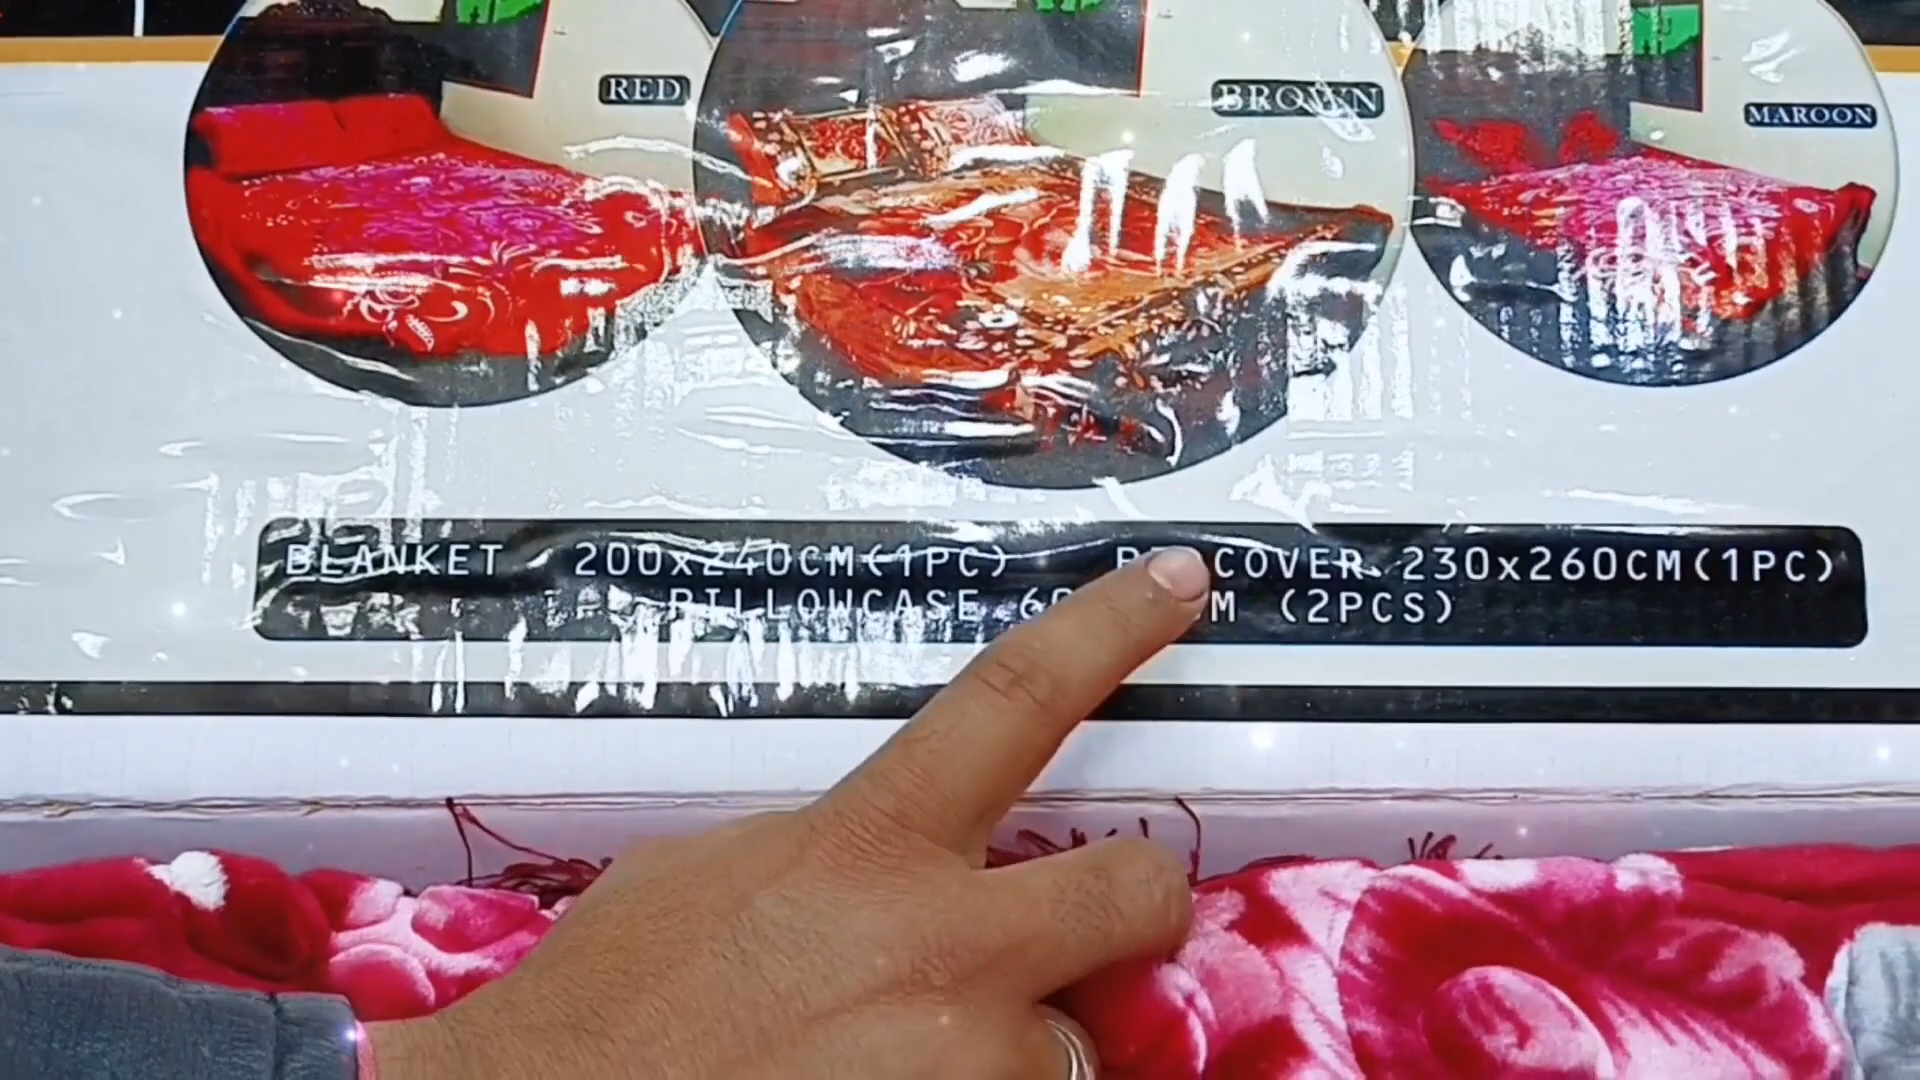 RED
BROWN
MAROON
BLANKET 200x240CM(1PC) COVER 230x260CM(1PC)
PILLOWCASE (2PCS)